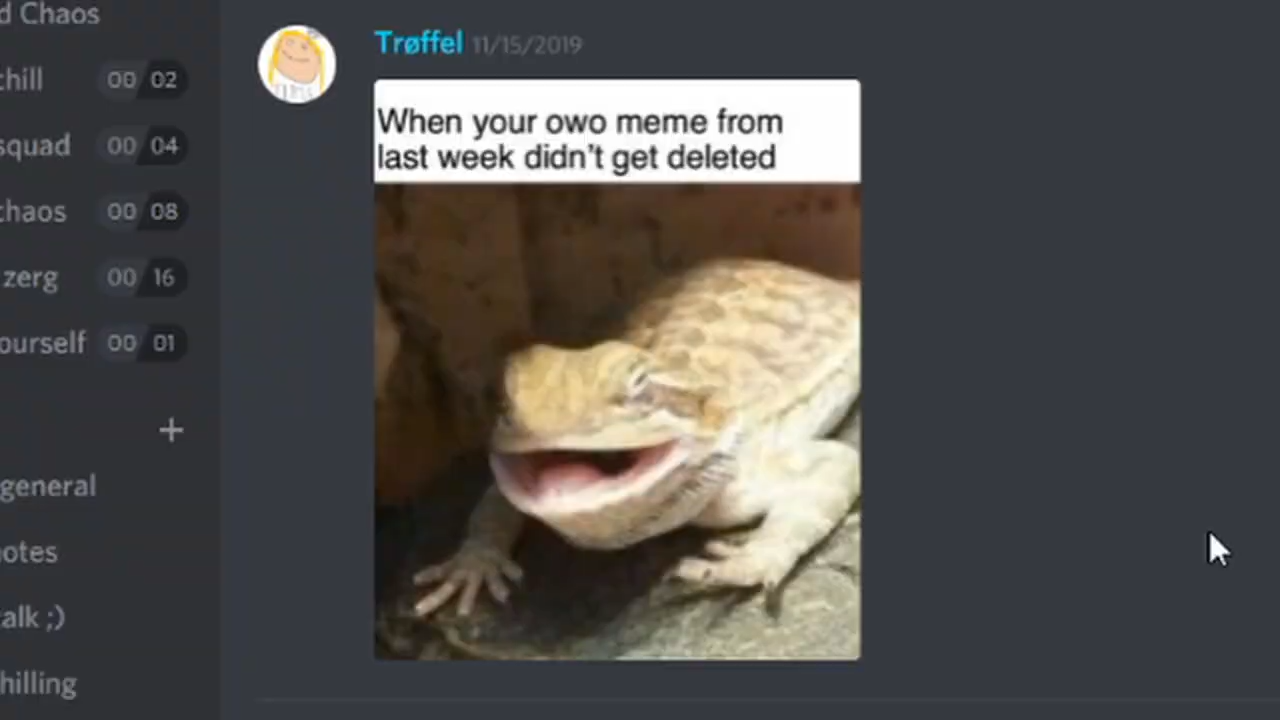 d Chaos
chill 00 02
squad 00 04
chaos 00 08
zerg 00 16
ourself 00 01
+
general
notes
alk ;)
hilling
Trøffel 11/15/2019
When your owo meme from
last week didn't get deleted